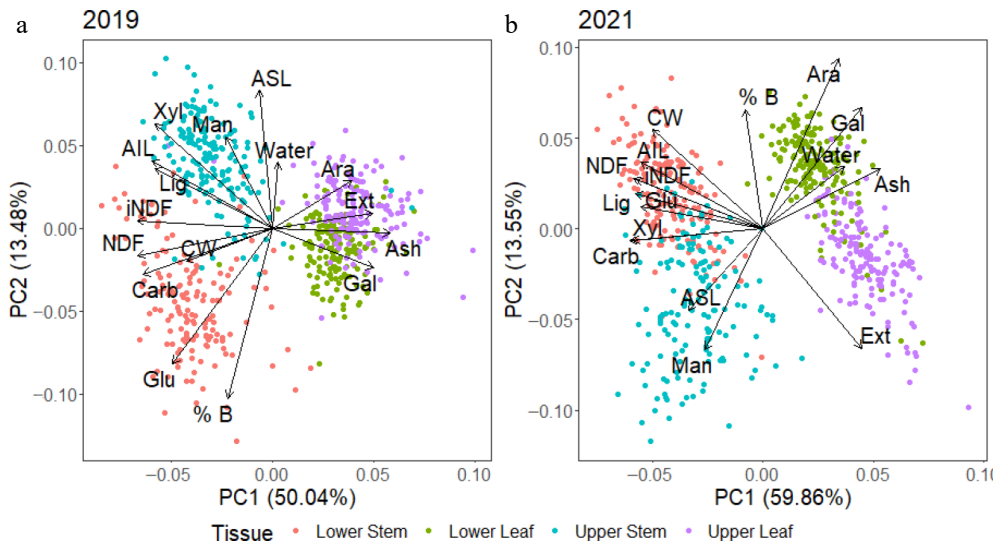 a
2019
PC2 (13.48%)
0.10
0.05
0.00
−0.05
−0.10
ASL
Xyl
Man
AIL
Water
Lig
Ara
iNDF
Ext
NDF
CW
Ash
Carb
Gal
Glu
% B
−0.05
0.00
0.05
0.10
PC1 (50.04%)
b
2021
PC2 (13.55%)
0.10
0.05
0.00
−0.05
−0.10
Ara
% B
CW
Gal
AIL
Water
NDF
iNDF
Ash
Lig
Glu
Xyl
Carb
ASL
Ext
Man
−0.05
0.00
0.05
0.10
PC1 (59.86%)
Tissue Lower Stem Lower Leaf Upper Stem Upper Leaf